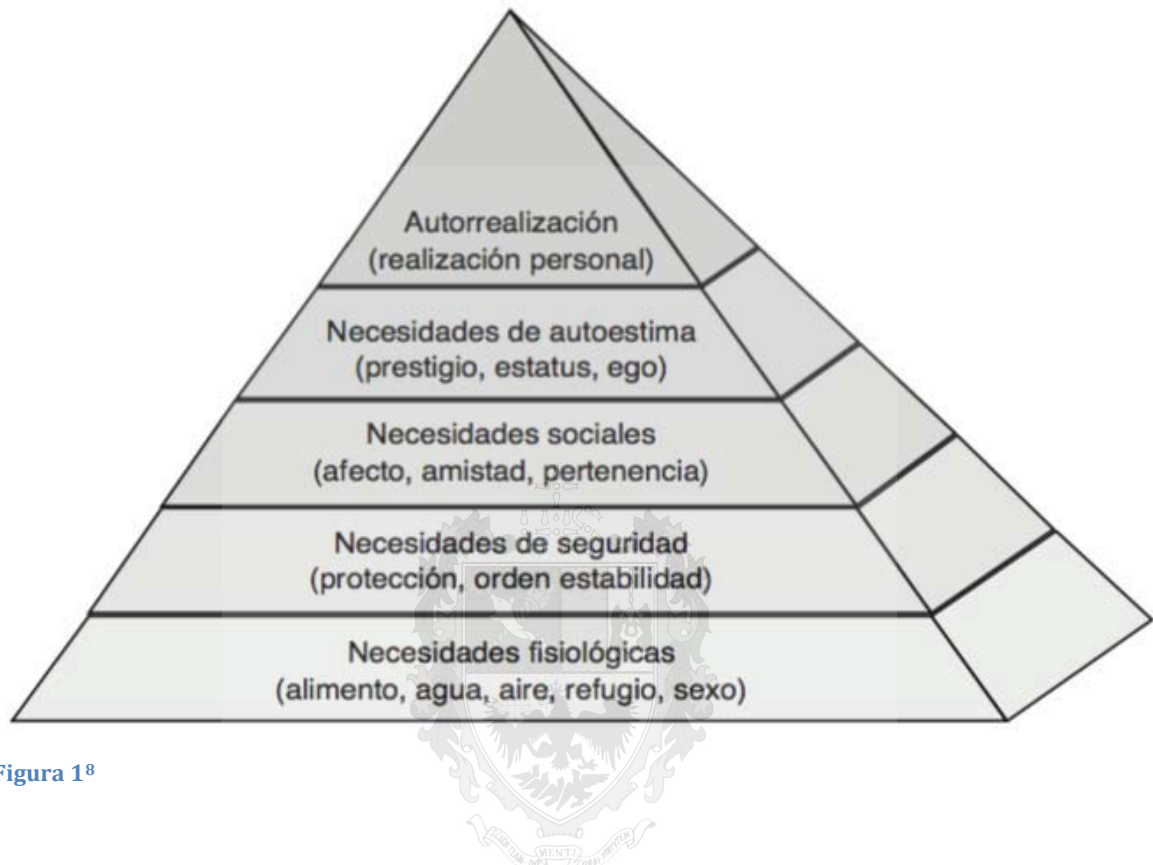 Autorrealización
(realización personal)
Necesidades de autoestima
(prestigio, estatus, ego)
Necesidades sociales
(afecto, amistad, pertenencia)
Necesidades de seguridad
(protección, orden estabilidad)
Necesidades fisiológicas
(alimento, agua, aire, refugio, sexo)
Figura 1⁸